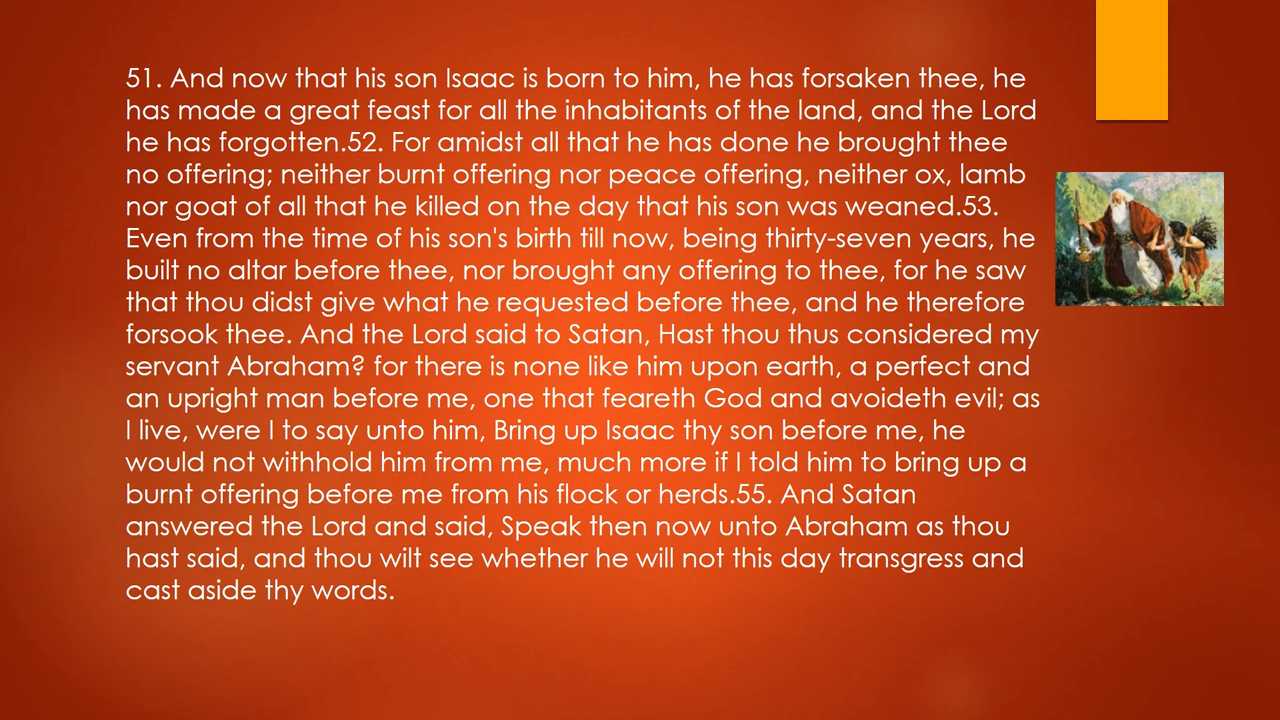 51. And now that his son Isaac is born to him, he has forsaken thee, he
has made a great feast for all the inhabitants of the land, and the Lord
he has forgotten.52. For amidst all that he has done he brought thee
no offering; neither burnt offering nor peace offering, neither ox, lamb
nor goat of all that he killed on the day that his son was weaned.53.
Even from the time of his son's birth till now, being thirty-seven years, he
built no altar before thee, nor brought any offering to thee, for he saw
that thou didst give what he requested before thee, and he therefore
forsook thee. And the Lord said to Satan, Hast thou thus considered my
servant Abraham? for there is none like him upon earth, a perfect and
an upright man before me, one that feareth God and avoideth evil; as
I live, were I to say unto him, Bring up Isaac thy son before me, he
would not withhold him from me, much more if I told him to bring up a
burnt offering before me from his flock or herds.55. And Satan
answered the Lord and said, Speak then now unto Abraham as thou
hast said, and thou wilt see whether he will not this day transgress and
cast aside thy words.